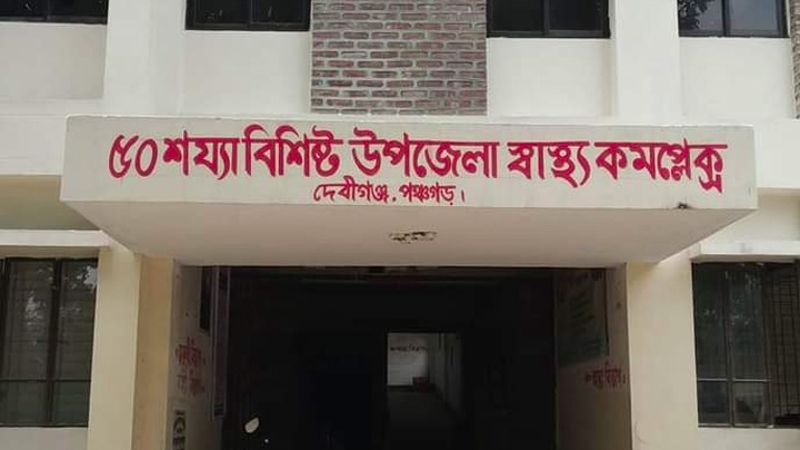 ৫০ শয্যা বিশিষ্ট উপজেলা স্বাস্থ্য কমপ্লেক্স
দেবীগঞ্জ, পঞ্চগড়।